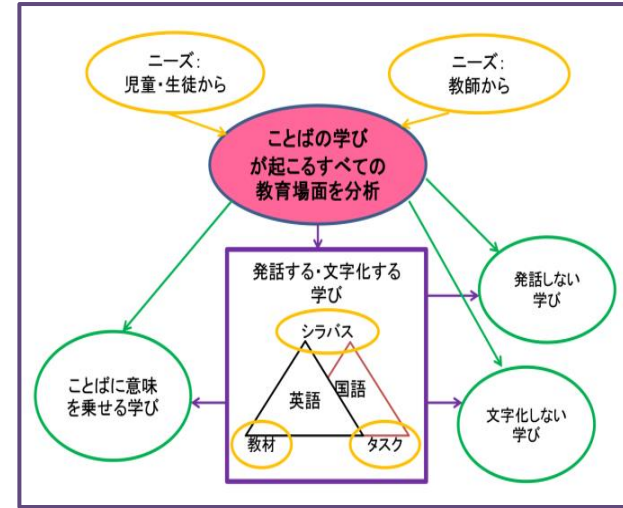 ニーズ:
児童・生徒から
ニーズ:
教師から
ことばの学び
が起こるすべての
教育場面を分析
発話する・文字化する
学び
シラバス
英語
国語
教材
タスク
ことばに意味
を乗せる学び
発話しない
学び
文字化しない
学び